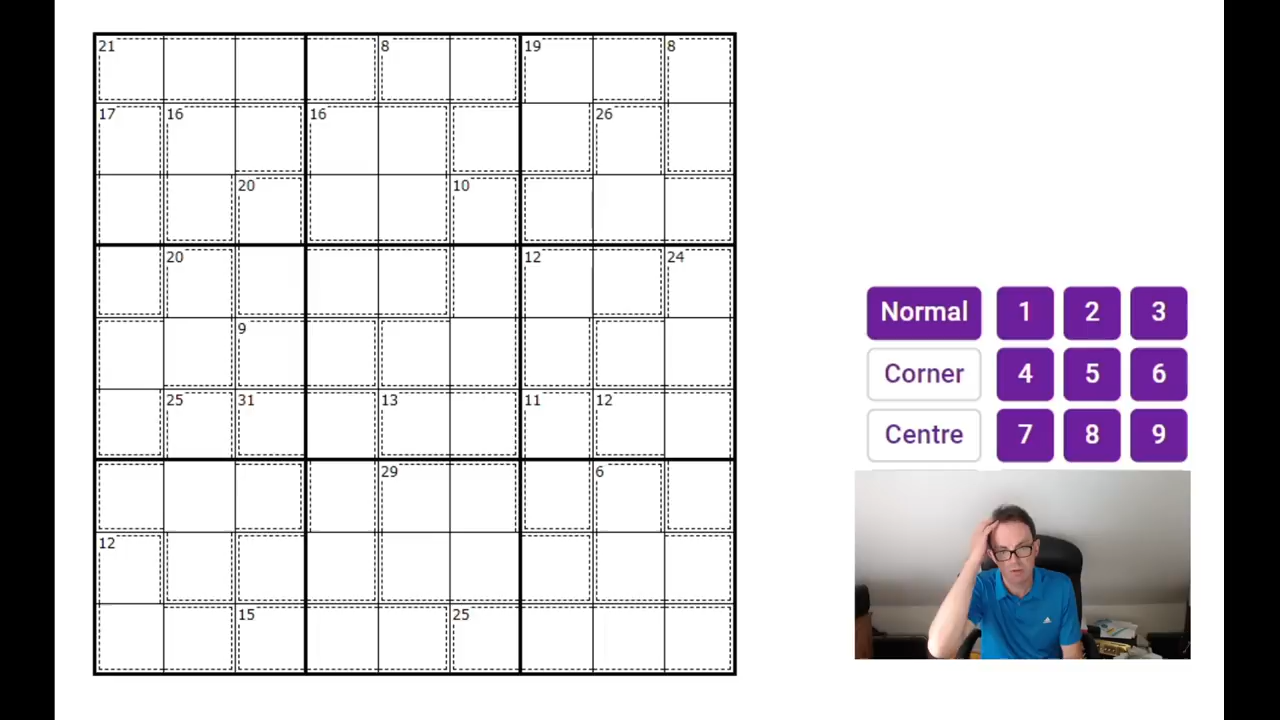 21 8 19 8
17 16 16 26
20 10
20 12 24
9
25 31 13 11 12
29 6
12
15 25
Normal 1 2 3
Corner 4 5 6
Centre 7 8 9